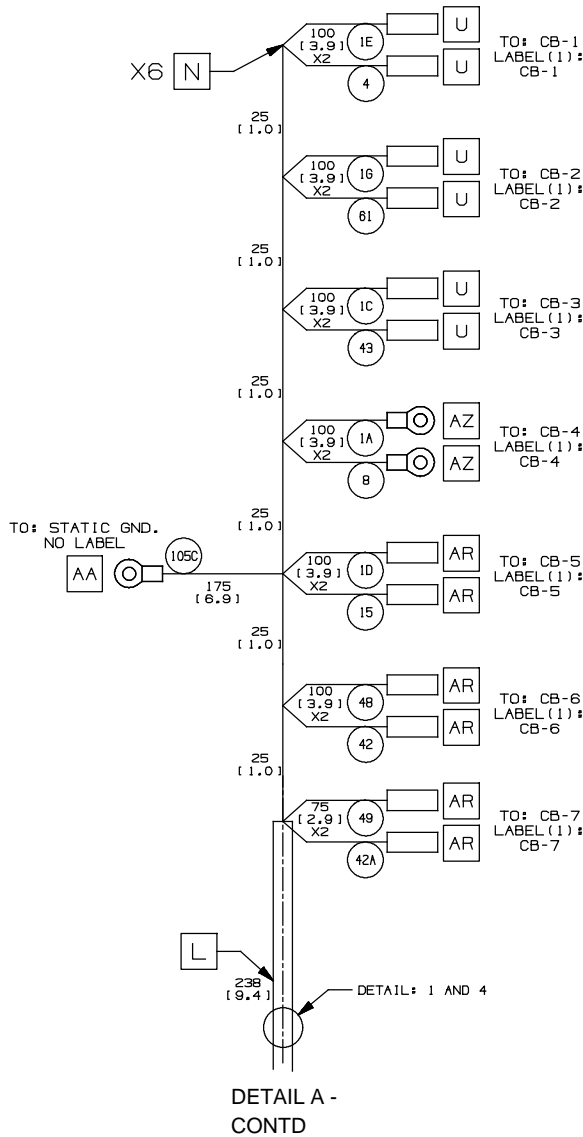 100
[3.9]
X2
1E
4
U
U
TO: CB-1
LABEL(1):
CB-1
X6 N
25
[1.0]
100
[3.9]
X2
1G
61
U
U
TO: CB-2
LABEL(1):
CB-2
25
[1.0]
100
[3.9]
X2
1C
43
U
U
TO: CB-3
LABEL(1):
CB-3
25
[1.0]
100
[3.9]
X2
1A
8
AZ
AZ
TO: CB-4
LABEL(1):
CB-4
25
[1.0]
TO: STATIC GND.
NO LABEL
AA
105C
175
[6.9]
100
[3.9]
X2
1D
15
AR
AR
TO: CB-5
LABEL(1):
CB-5
25
[1.0]
100
[3.9]
X2
48
42
AR
AR
TO: CB-6
LABEL(1):
CB-6
25
[1.0]
75
[2.9]
X2
49
42A
AR
AR
TO: CB-7
LABEL(1):
CB-7
L
238
[9.4]
DETAIL: 1 AND 4
DETAIL A -
CONTD